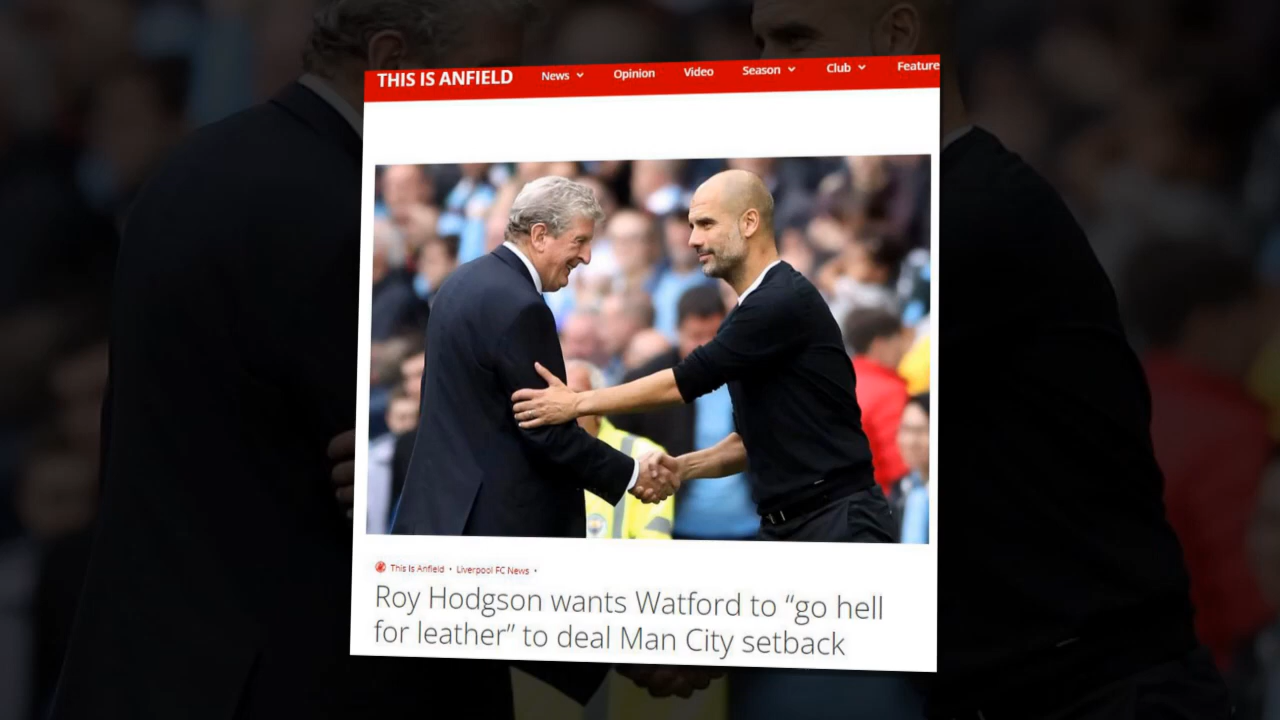 THIS IS ANFIELD News Opinion Video Season Club Feature
This Is Anfield • Liverpool FC News •
Roy Hodgson wants Watford to “go hell
for leather” to deal Man City setback